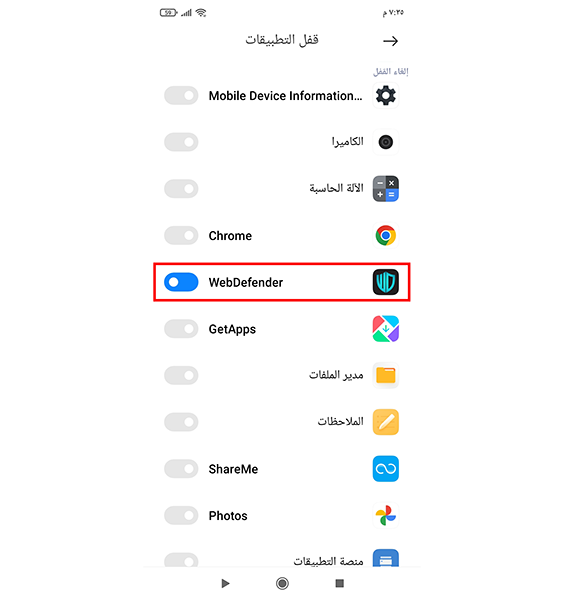 ٧:٣٥ م
59
قفل التطبيقات
إلغاء القفل
Mobile Device Information...
الكاميرا
الآلة الحاسبة
Chrome
WebDefender
GetApps
مدير الملفات
الملاحظات
ShareMe
Photos
منصة التطبيقات